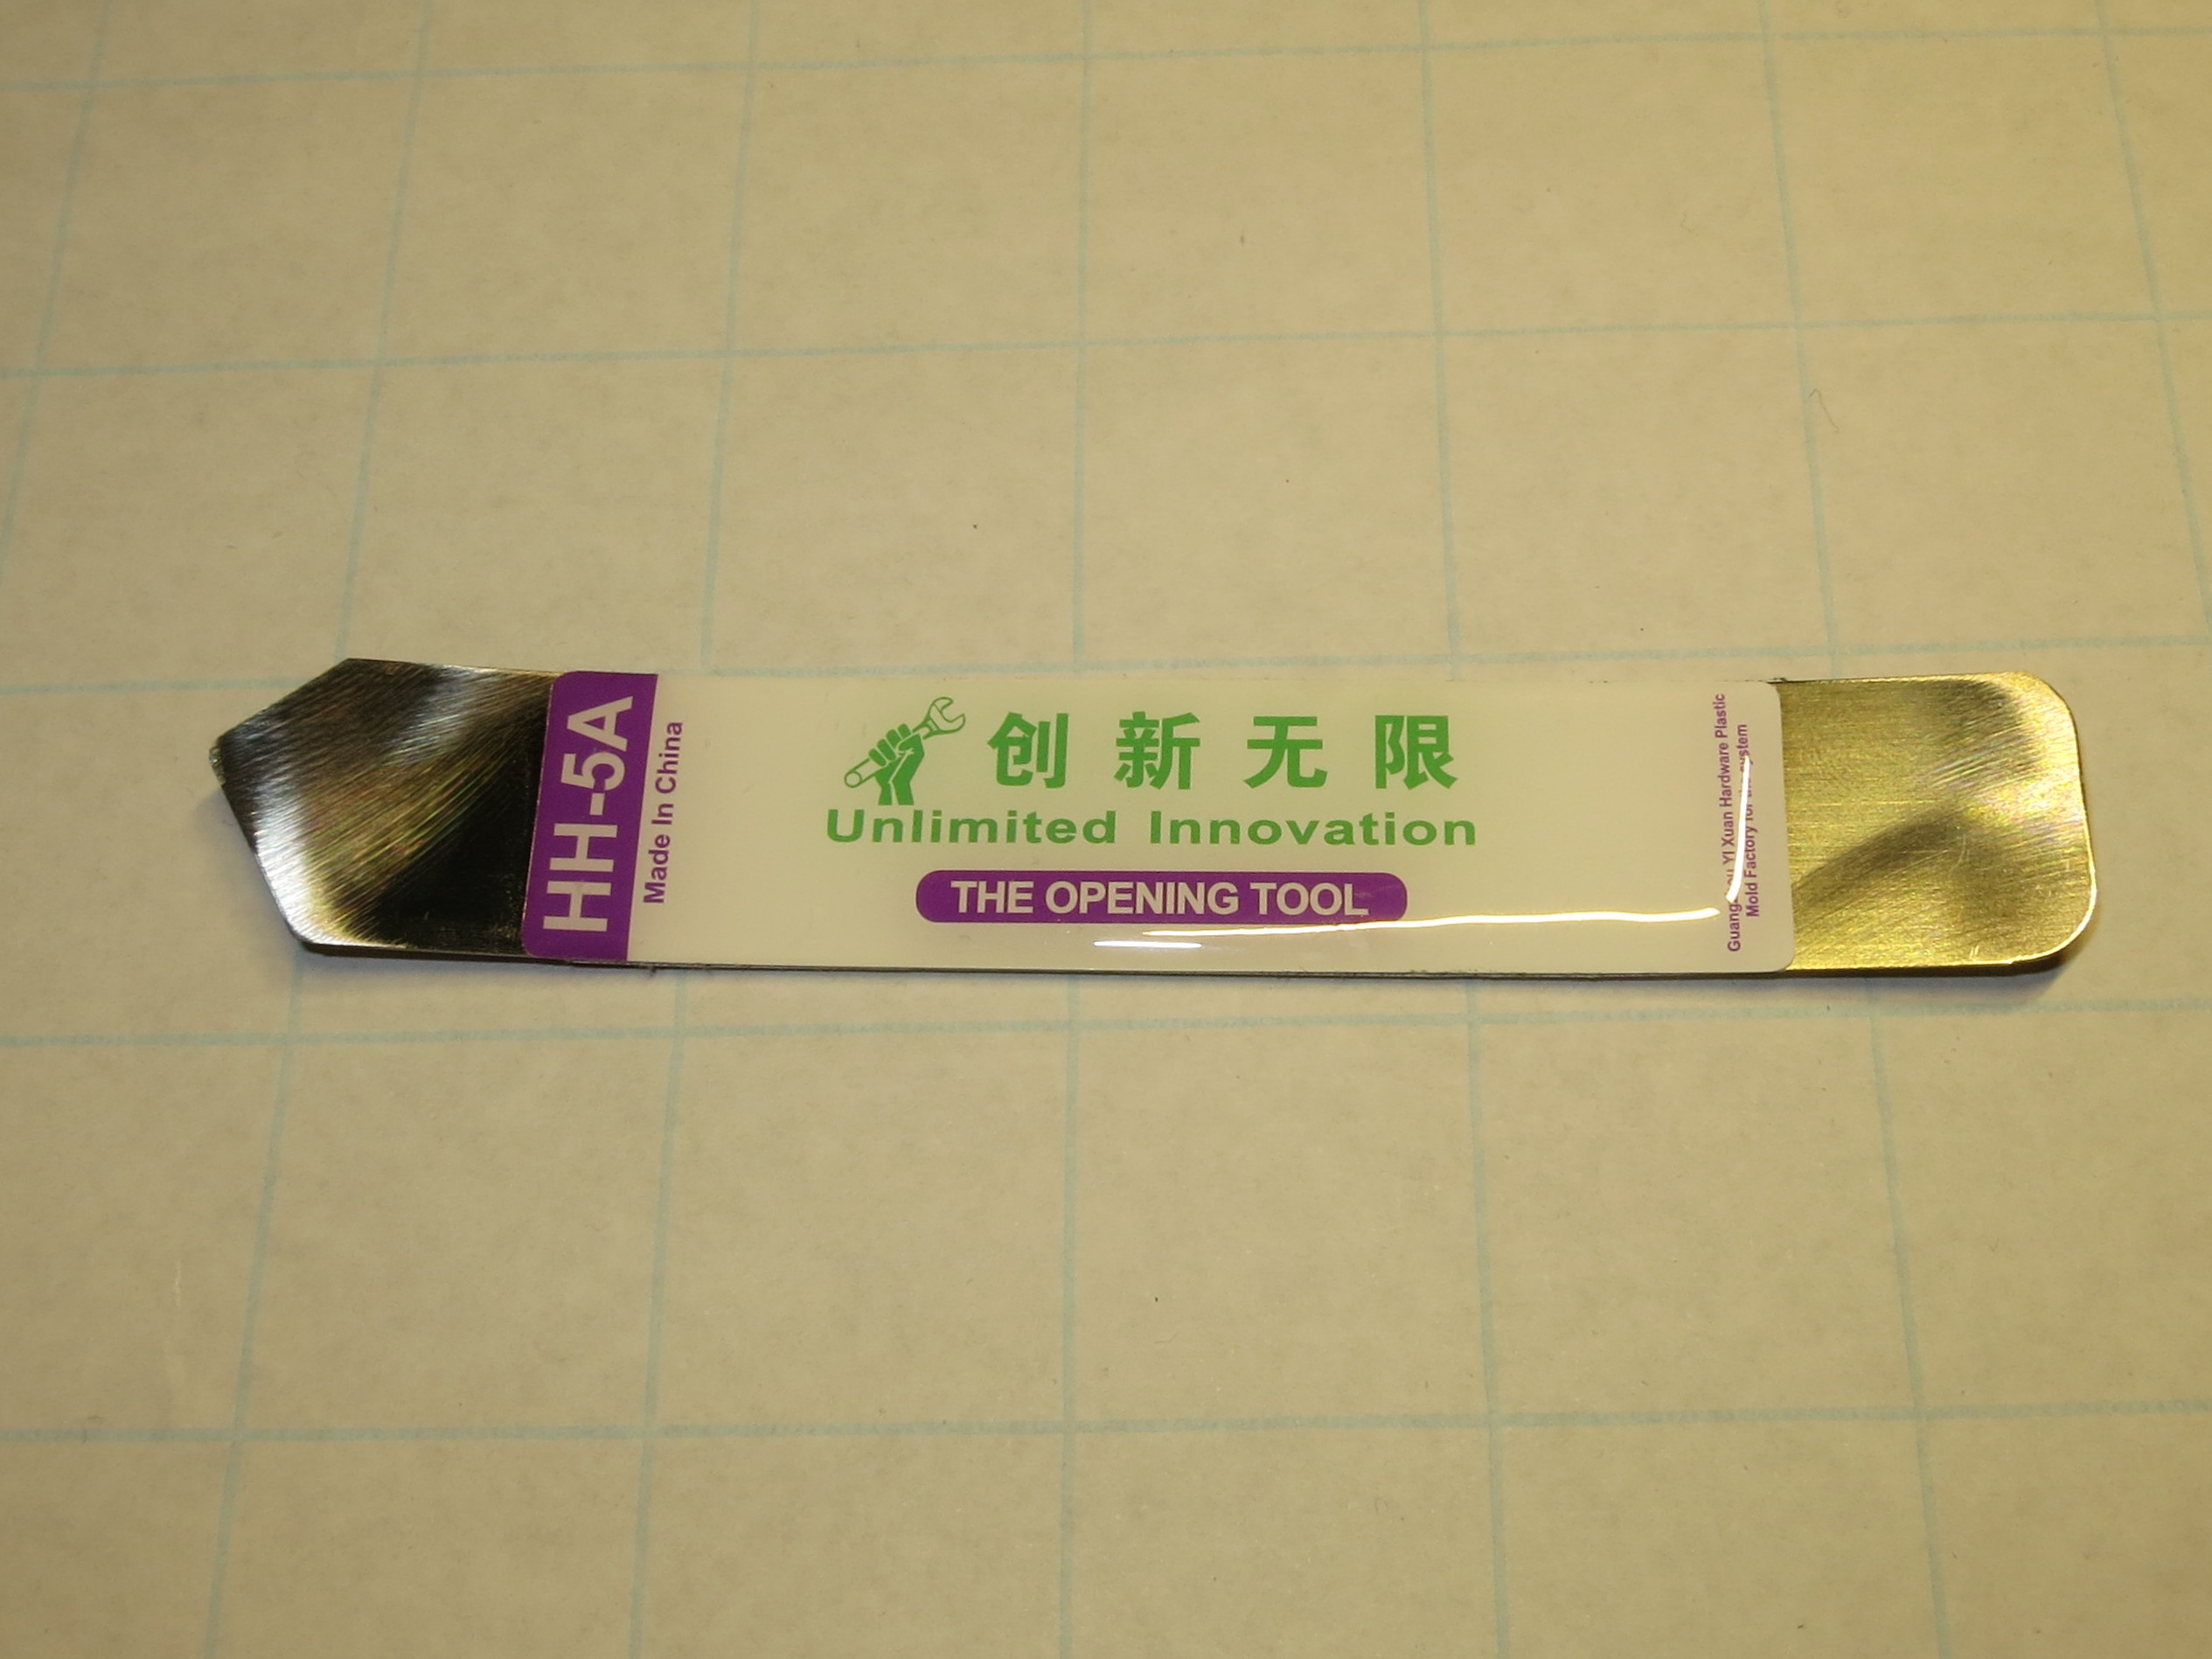 HH-5A
Made In China
创新无限
Unlimited Innovation
THE OPENING TOOL
YI Xuan Hardware Plastic
Mold Factory